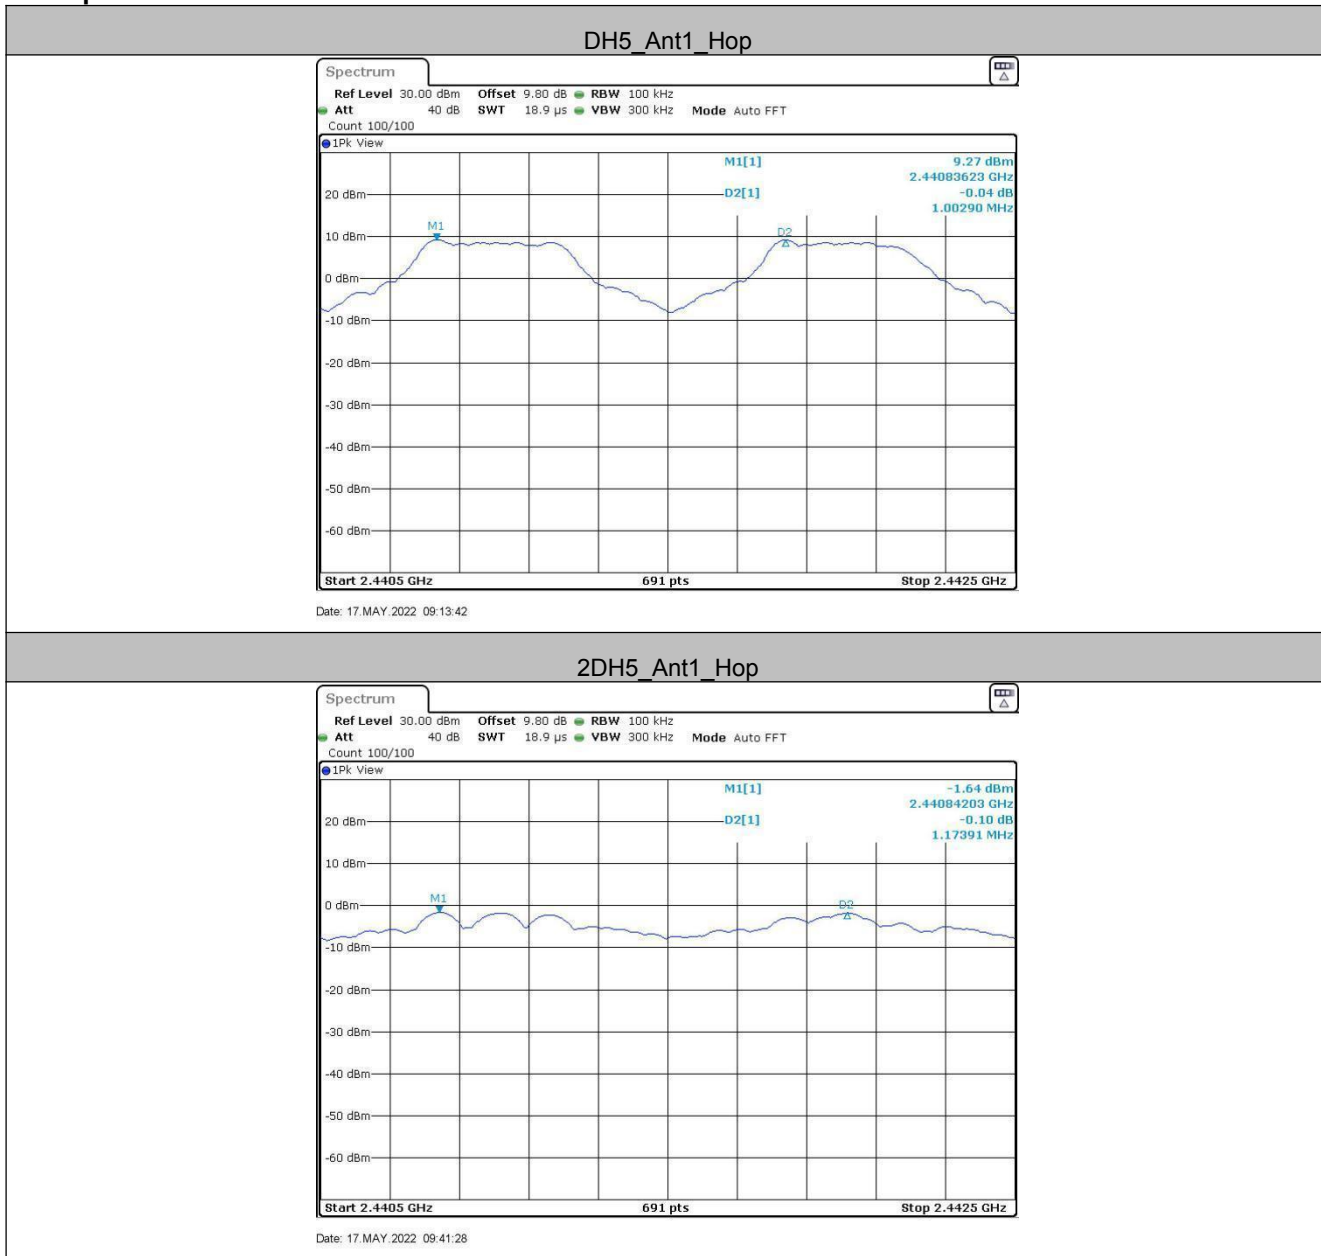 DH5_Ant1_Hop
Spectrum
Ref Level 30.00 dBm Offset 9.80 dB RBW 100 kHz
Att 40 dB SWT 18.9 µs VBW 300 kHz Mode Auto FFT
Count 100/100
1Pk View
M1[1] 9.27 dBm
2.44083623 GHz
20 dBm D2[1] -0.04 dB
1.00290 MHz
M1 D2
10 dBm
0 dBm
-10 dBm
-20 dBm
-30 dBm
-40 dBm
-50 dBm
-60 dBm
Start 2.4405 GHz 691 pts Stop 2.4425 GHz
Date: 17.MAY.2022 09:13:42
2DH5_Ant1_Hop
Spectrum
Ref Level 30.00 dBm Offset 9.80 dB RBW 100 kHz
Att 40 dB SWT 18.9 µs VBW 300 kHz Mode Auto FFT
Count 100/100
1Pk View
M1[1] -1.64 dBm
2.44084203 GHz
20 dBm D2[1] -0.10 dB
1.17391 MHz
10 dBm
M1 D2
0 dBm
-10 dBm
-20 dBm
-30 dBm
-40 dBm
-50 dBm
-60 dBm
Start 2.4405 GHz 691 pts Stop 2.4425 GHz
Date: 17.MAY.2022 09:41:28